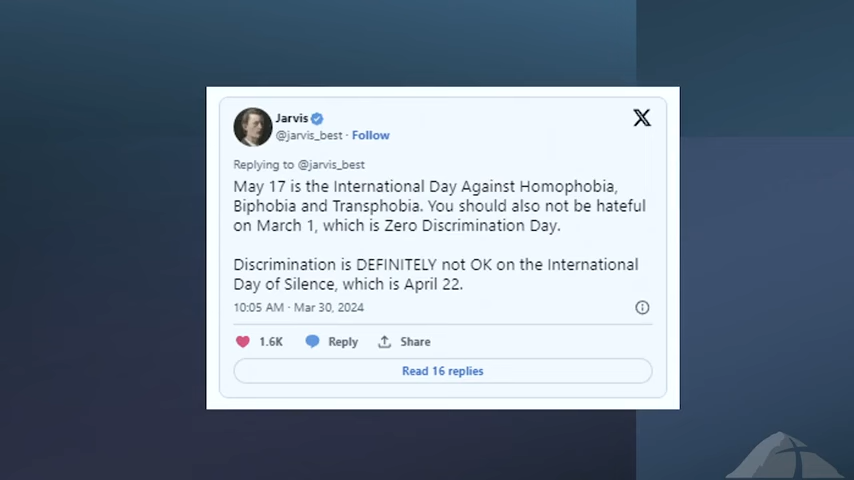 Jarvis
@jarvis_best · Follow
Replying to @jarvis_best
May 17 is the International Day Against Homophobia,
Biphobia and Transphobia. You should also not be hateful
on March 1, which is Zero Discrimination Day.
Discrimination is DEFINITELY not OK on the International
Day of Silence, which is April 22.
10:05 AM · Mar 30, 2024
1.6K Reply Share
Read 16 replies